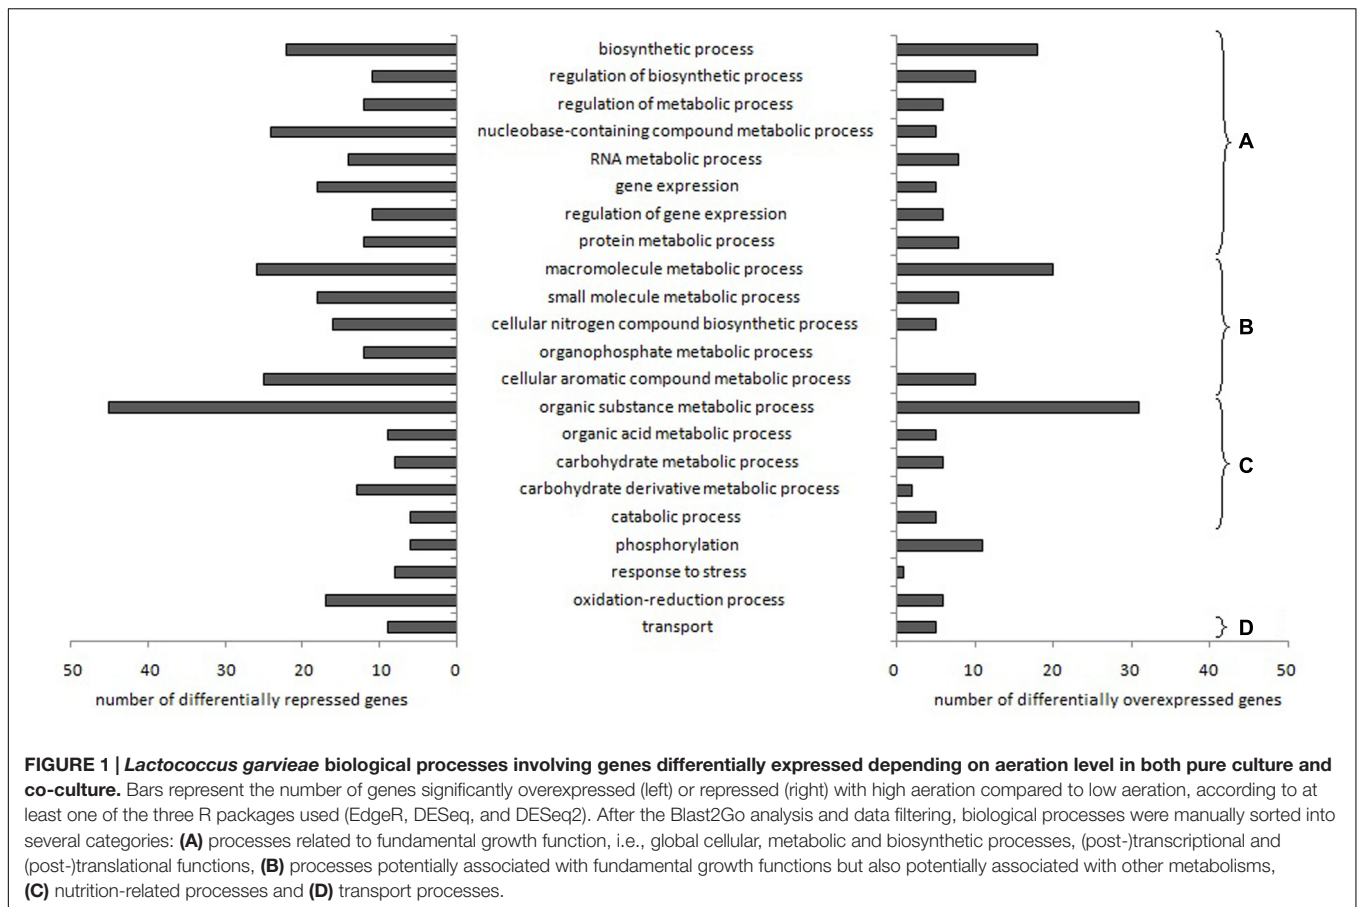 biosynthetic process
regulation of biosynthetic process
regulation of metabolic process
nucleobase-containing compound metabolic process
RNA metabolic process
gene expression
regulation of gene expression
protein metabolic process
macromolecule metabolic process
small molecule metabolic process
cellular nitrogen compound biosynthetic process
organophosphate metabolic process
cellular aromatic compound metabolic process
organic substance metabolic process
organic acid metabolic process
carbohydrate metabolic process
carbohydrate derivative metabolic process
catabolic process
phosphorylation
response to stress
oxidation-reduction process
transport
A
B
C
D
50 40 30 20 10 0
number of differentially repressed genes
0 10 20 30 40 50
number of differentially overexpressed genes
FIGURE 1 | Lactococcus garvieae biological processes involving genes differentially expressed depending on aeration level in both pure culture and
co-culture. Bars represent the number of genes significantly overexpressed (left) or repressed (right) with high aeration compared to low aeration, according to at
least one of the three R packages used (EdgeR, DESeq, and DESeq2). After the Blast2Go analysis and data filtering, biological processes were manually sorted into
several categories: (A) processes related to fundamental growth function, i.e., global cellular, metabolic and biosynthetic processes, (post-)transcriptional and
(post-)translational functions, (B) processes potentially associated with fundamental growth functions but also potentially associated with other metabolisms,
(C) nutrition-related processes and (D) transport processes.